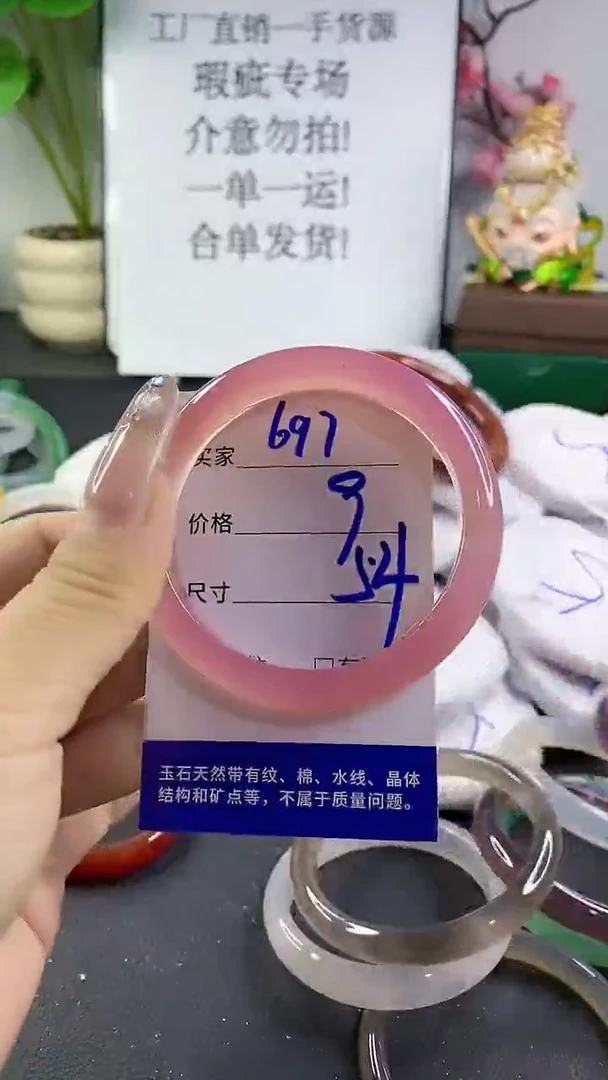 工厂直销一手货源
瑕疵专场
介意勿拍!
一单一运!
合单发货!
买家 697
价格 9
尺寸 54
玉石天然带有纹、棉、水线、晶体
结构和矿点等，不属于质量问题。